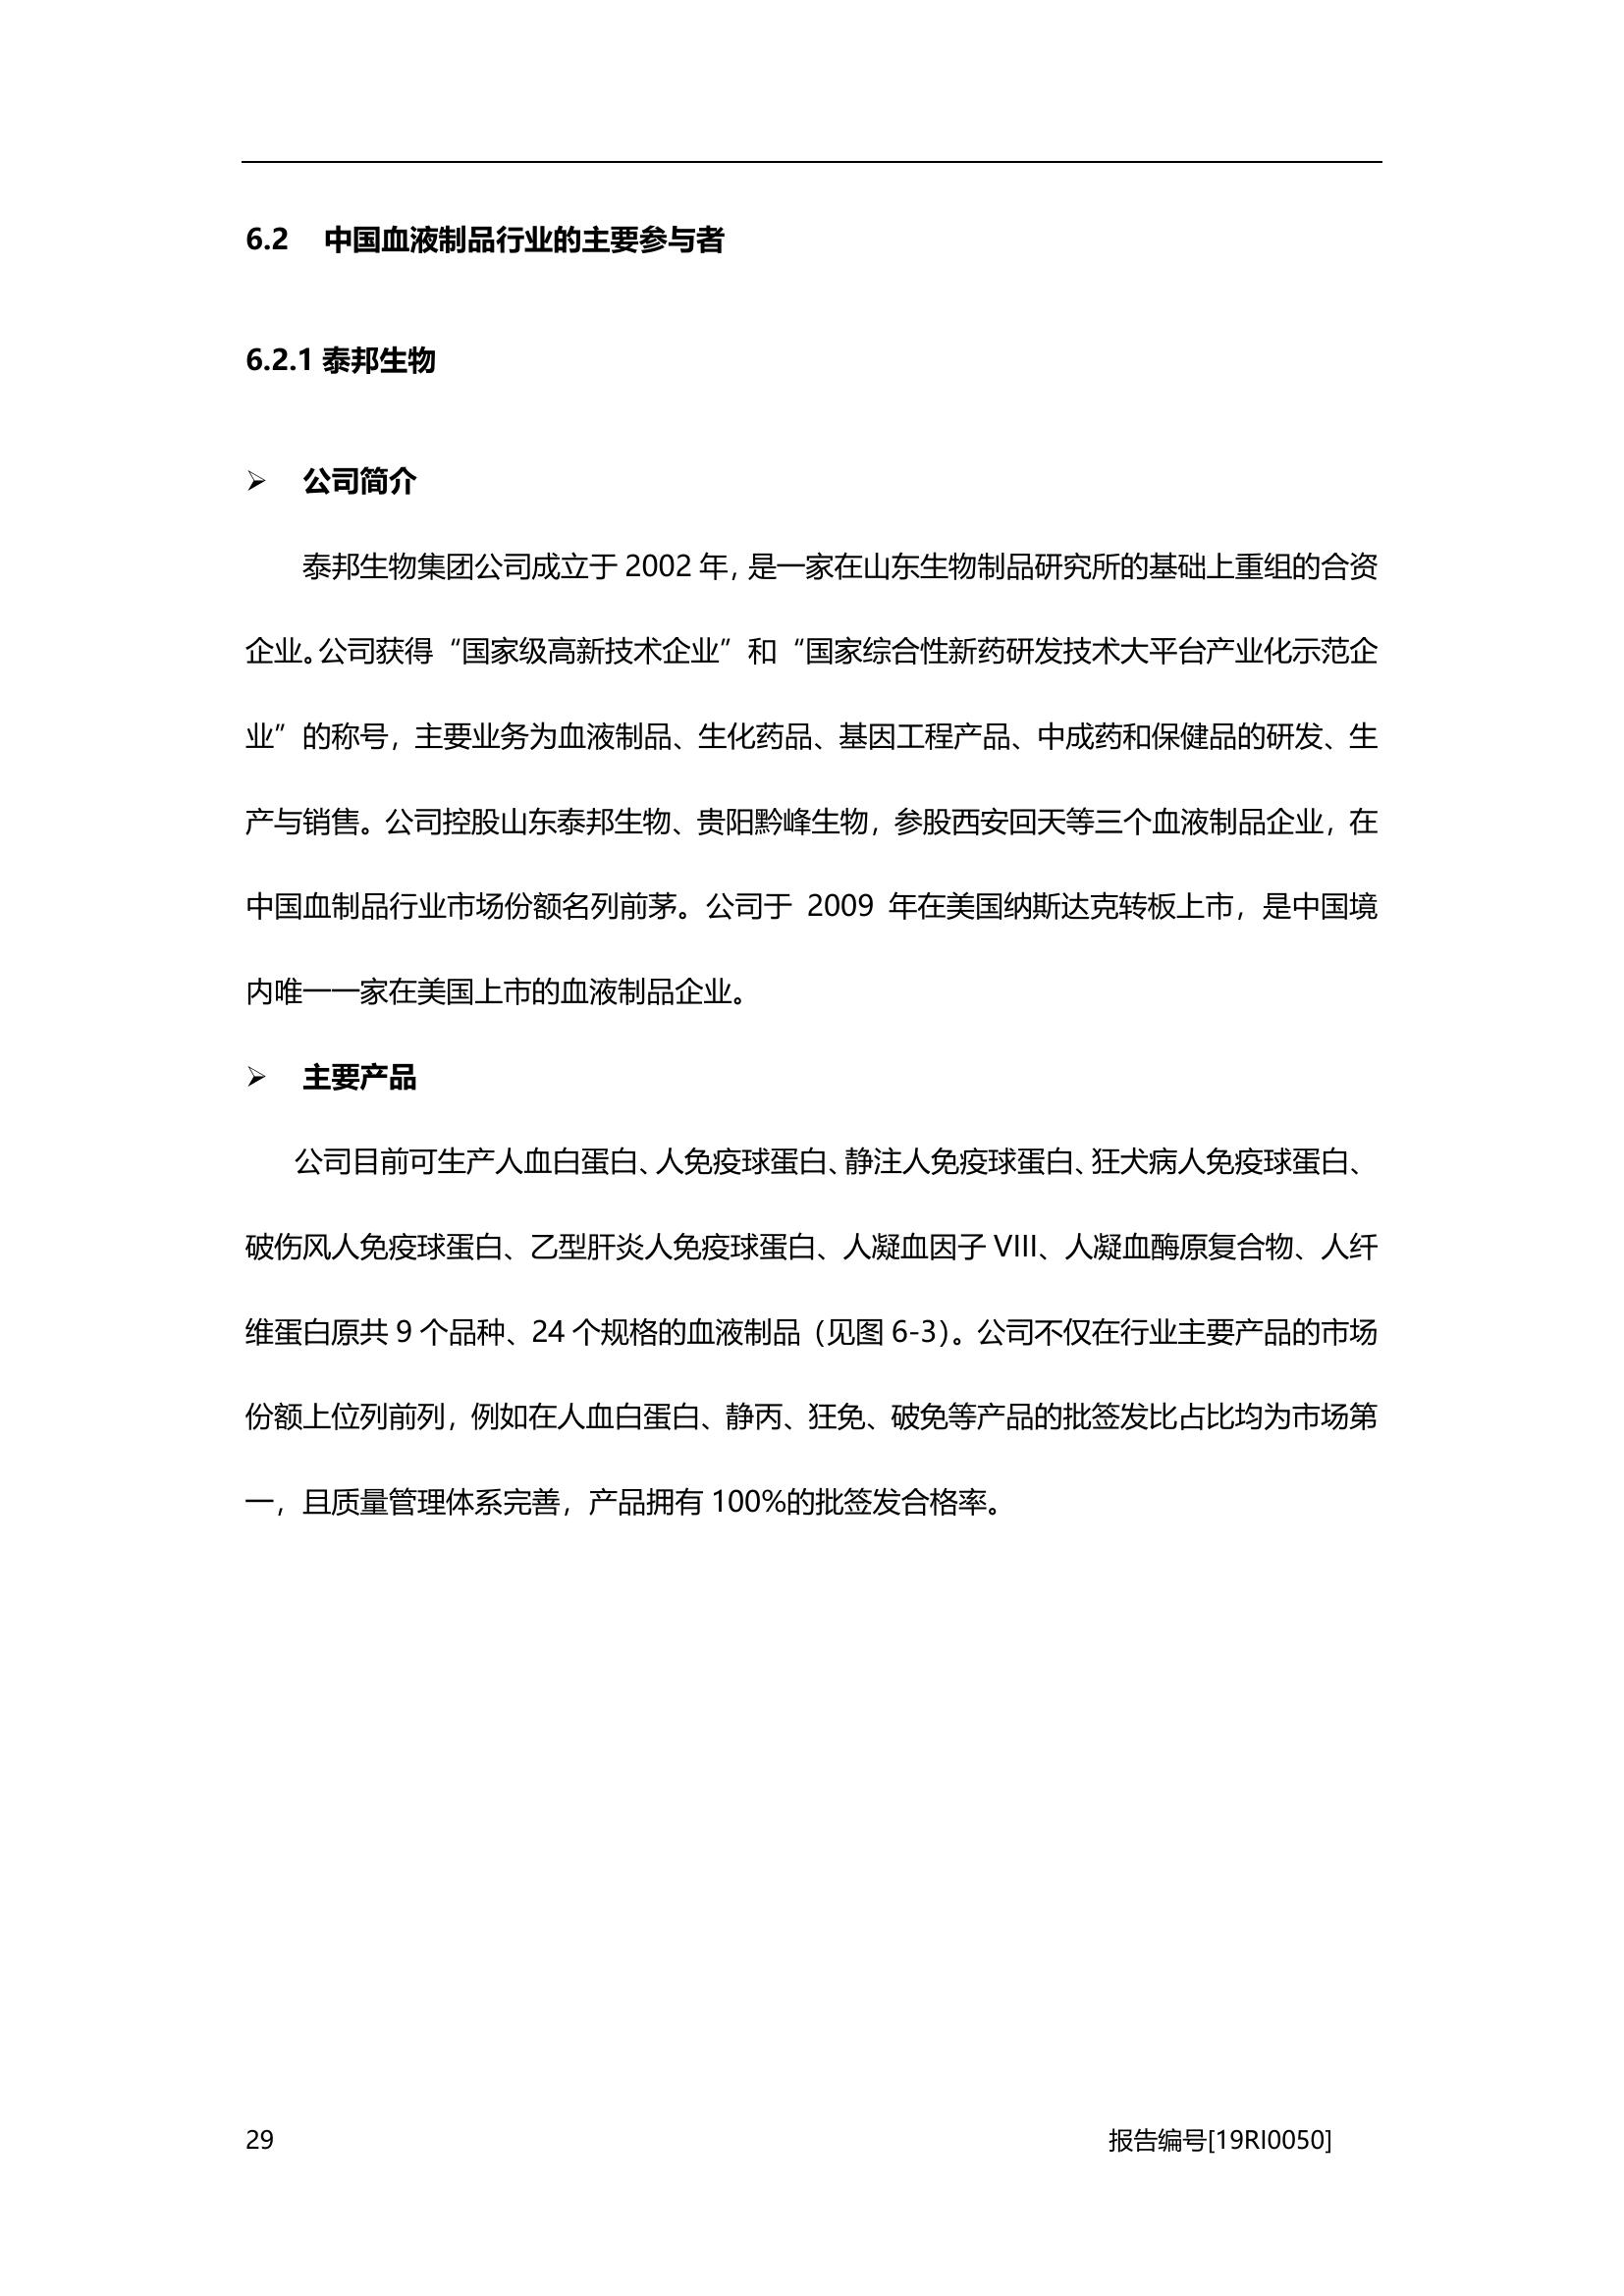 6.2 中国血液制品行业的主要参与者
6.2.1 泰邦生物
➢ 公司简介
泰邦生物集团公司成立于 2002 年，是一家在山东生物制品研究所的基础上重组的合资
企业。公司获得“国家级高新技术企业”和“国家综合性新药研发技术大平台产业化示范企
业”的称号，主要业务为血液制品、生化药品、基因工程产品、中成药和保健品的研发、生
产与销售。公司控股山东泰邦生物、贵阳黔峰生物，参股西安回天等三个血液制品企业，在
中国血制品行业市场份额名列前茅。公司于 2009 年在美国纳斯达克转板上市，是中国境
内唯一一家在美国上市的血液制品企业。
➢ 主要产品
公司目前可生产人血白蛋白、人免疫球蛋白、静注人免疫球蛋白、狂犬病人免疫球蛋白、
破伤风人免疫球蛋白、乙型肝炎人免疫球蛋白、人凝血因子 VIII、人凝血酶原复合物、人纤
维蛋白原共 9 个品种、24 个规格的血液制品（见图 6-3）。公司不仅在行业主要产品的市场
份额上位列前列，例如在人血白蛋白、静丙、狂免、破免等产品的批签发比占比均为市场第
一，且质量管理体系完善，产品拥有 100%的批签发合格率。
29 报告编号[19RI0050]